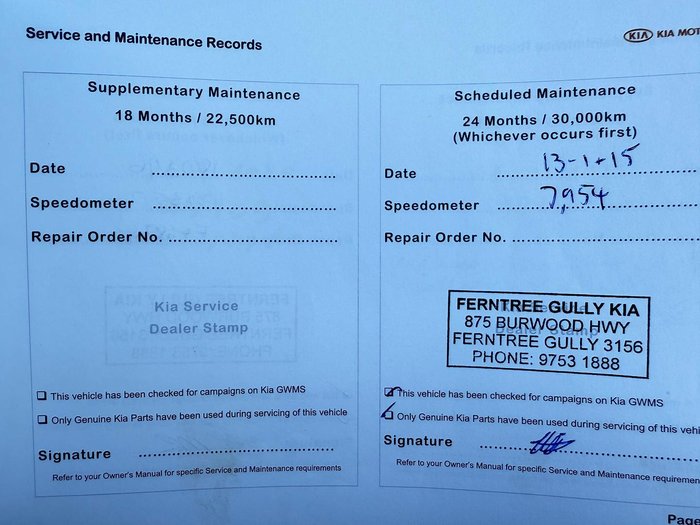 Service and Maintenance Records
KIA KIA MOT
Supplementary Maintenance
18 Months / 22,500km
Date
Speedometer
Repair Order No.
Kia Service
Dealer Stamp
This vehicle has been checked for campaigns on Kia GWMS
Only Genuine Kia Parts have been used during servicing of this vehicle
Signature
Refer to your Owner's Manual for specific Service and Maintenance requirements
Scheduled Maintenance
24 Months / 30,000km
(Whichever occurs first)
Date 13-1-15
Speedometer 7,954
Repair Order No.
FERNTREE GULLY KIA
875 BURWOOD HWY
FERNTREE GULLY 3156
PHONE: 9753 1888
This vehicle has been checked for campaigns on Kia GWMS
Only Genuine Kia Parts have been used during servicing of this vehi
Signature
Refer to your Owner's Manual for specific Service and Maintenance requiremen
Page